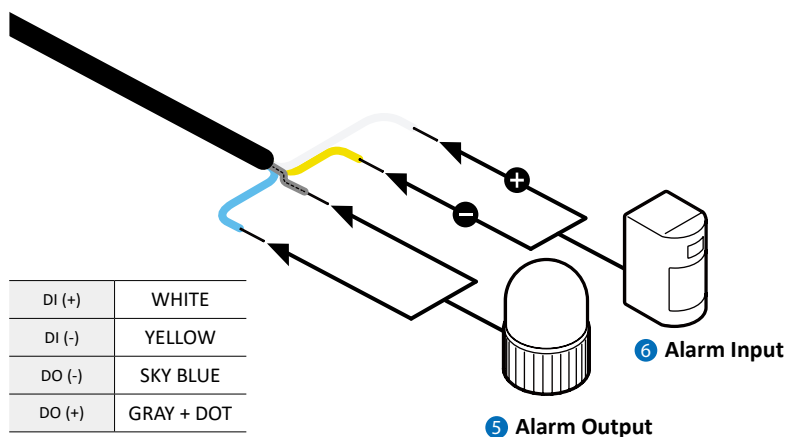 +
−
DI (+) WHITE
DI (-) YELLOW
DO (-) SKY BLUE
DO (+) GRAY + DOT
6 Alarm Input
5 Alarm Output